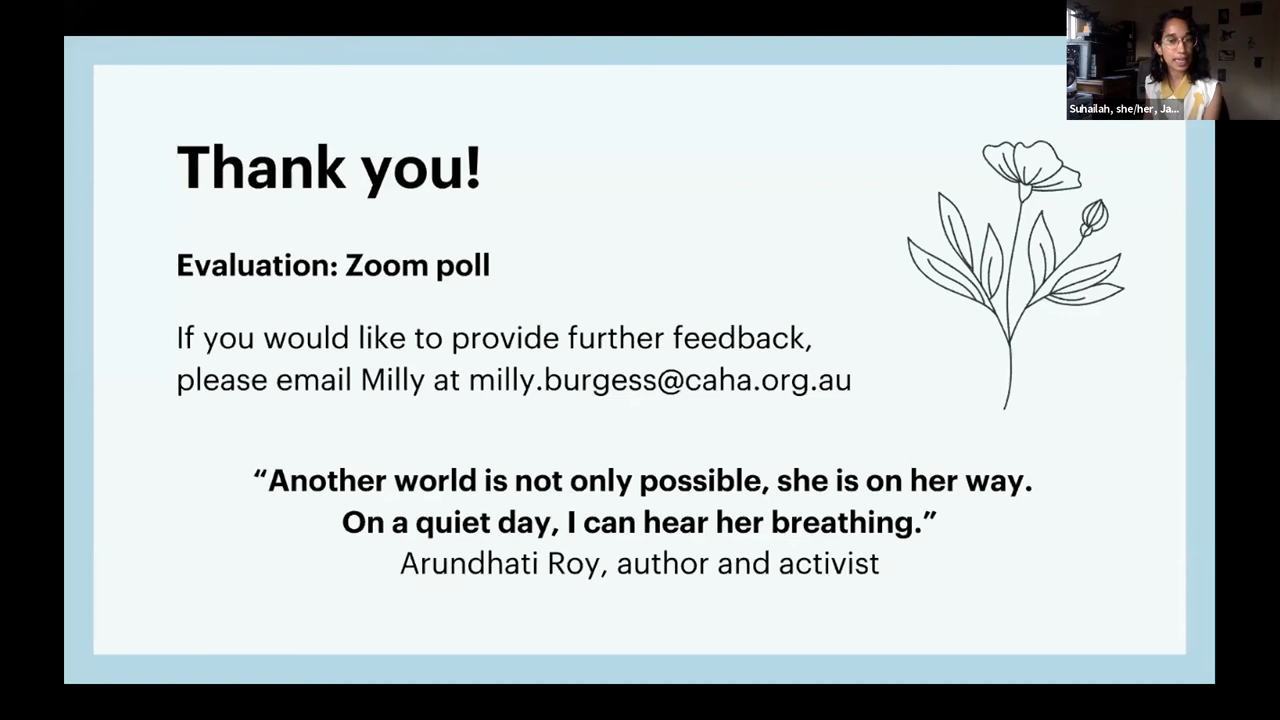 Thank you!
Evaluation: Zoom poll
If you would like to provide further feedback,
please email Milly at milly.burgess@caha.org.au
“Another world is not only possible, she is on her way.
On a quiet day, I can hear her breathing.”
Arundhati Roy, author and activist
Suhailah, she/her, Ja...